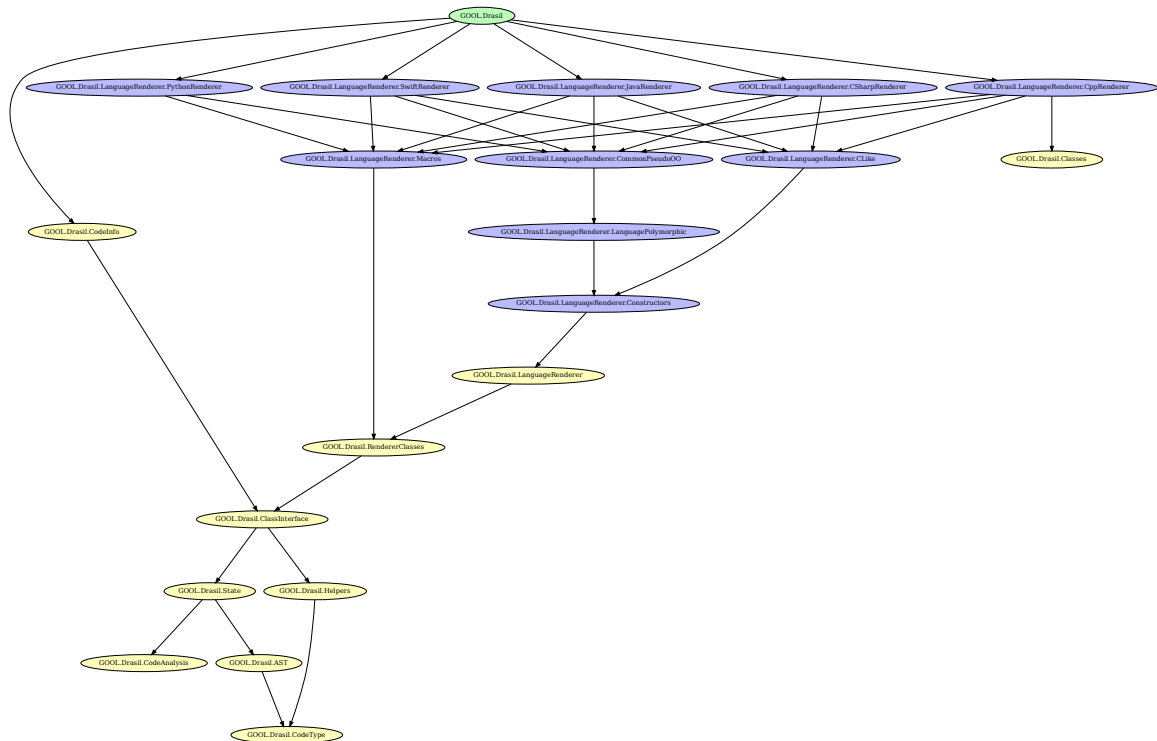 GOOL.Drasil
GOOL.Drasil.LanguageRenderer.PythonRenderer
GOOL.Drasil.LanguageRenderer.SwiftRenderer
GOOL.Drasil.LanguageRenderer.JavaRenderer
GOOL.Drasil.LanguageRenderer.CSharpRenderer
GOOL.Drasil.LanguageRenderer.CppRenderer
GOOL.Drasil.LanguageRenderer.Macros
GOOL.Drasil.LanguageRenderer.CommonPseudoOO
GOOL.Drasil.LanguageRenderer.CLike
GOOL.Drasil.Classes
GOOL.Drasil.CodeInfo
GOOL.Drasil.LanguageRenderer.LanguagePolymorphic
GOOL.Drasil.LanguageRenderer.Constructors
GOOL.Drasil.LanguageRenderer
GOOL.Drasil.RendererClasses
GOOL.Drasil.ClassInterface
GOOL.Drasil.State
GOOL.Drasil.Helpers
GOOL.Drasil.CodeAnalysis
GOOL.Drasil.AST
GOOL.Drasil.CodeType